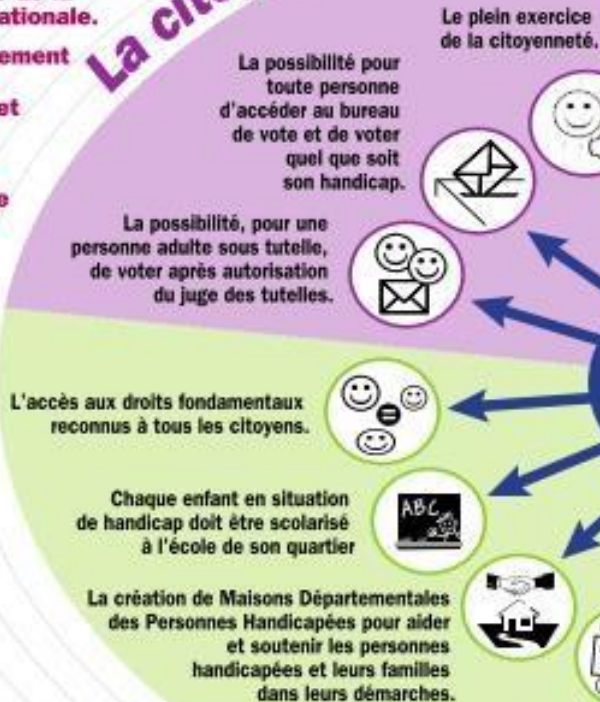 ationale.
ement
et
e
La cito
Le plein exercice
de la citoyenneté.
La possibilité pour
toute personne
d'accéder au bureau
de vote et de voter
quel que soit
son handicap.
La possibilité, pour une
personne adulte sous tutelle,
de voter après autorisation
du juge des tutelles.
L'accès aux droits fondamentaux
reconnus à tous les citoyens.
Chaque enfant en situation
de handicap doit être scolarisé
à l'école de son quartier
ABC
La création de Maisons Départementales
des Personnes Handicapées pour aider
et soutenir les personnes
handicapées et leurs familles
dans leurs démarches.